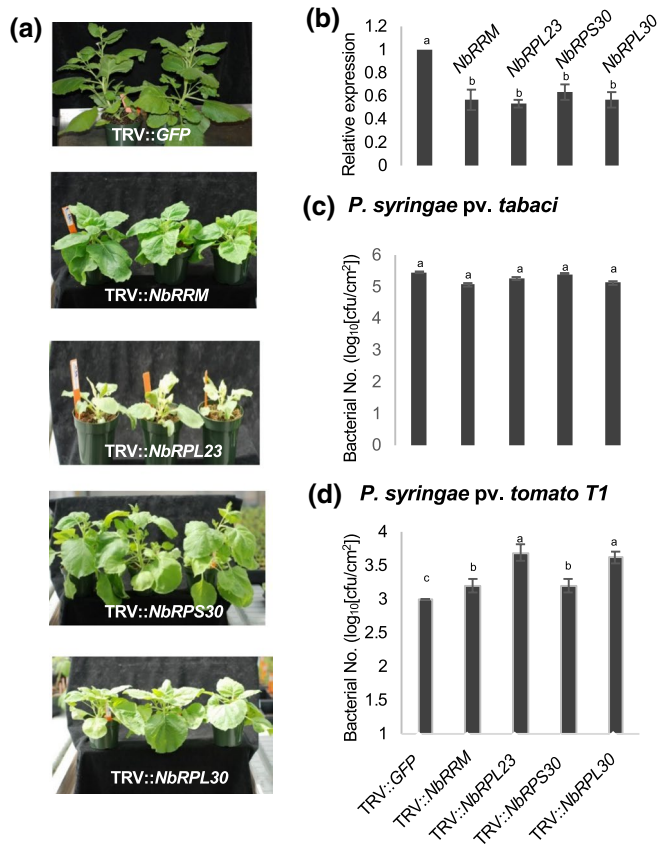 (a)
TRV::GFP
TRV::NbRRM
TRV::NbRPL23
TRV::NbRPS30
TRV::NbRPL30
(b)
Relative expression
1.2
1
0.8
0.6
0.4
0.2
0
a
b
b
b
b
NbRRM
NbRPL23
NbRPS30
NbRPL30
(c) P. syringae pv. tabaci
Bacterial No. (log10[cfu/cm2])
6
5
4
3
2
1
0
a
a
a
a
a
(d) P. syringae pv. tomato T1
Bacterial No. (log10[cfu/cm2])
4
3.5
3
2.5
2
1.5
1
c
b
a
b
a
TRV::GFP
TRV::NbRRM
TRV::NbRPL23
TRV::NbRPS30
TRV::NbRPL30